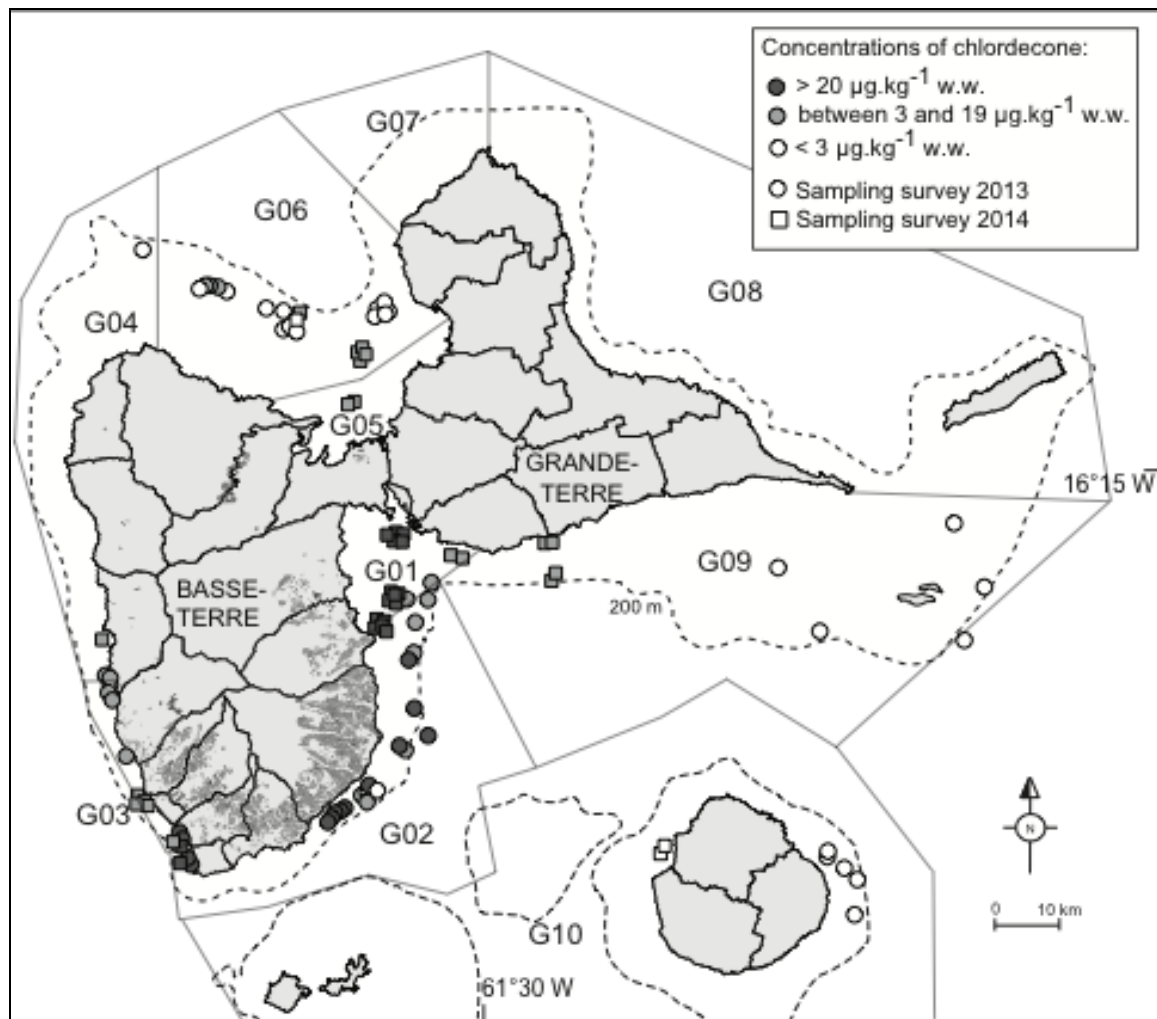 Concentrations of chlordecone:
> 20 µg.kg⁻¹ w.w.
between 3 and 19 µg.kg⁻¹ w.w.
< 3 µg.kg⁻¹ w.w.
Sampling survey 2013
Sampling survey 2014
G07
G06
G08
G04
G05
GRANDE-
TERRE
16°15 W
G01
G09
BASSE-
TERRE
200 m
G03
G02
N
0 10 km
G10
61°30 W